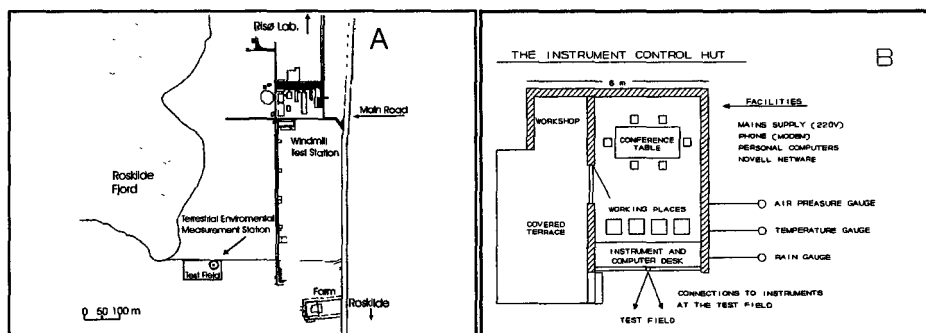 Risø Lab.
A
Main Road
Windmill
Test Station
Roskilde
Fjord
Terrestrial Enviromental
Measurement Station
Test Field
Farm
Roskilde
0 50 100 m
THE INSTRUMENT CONTROL HUT
B
6 m
WORKSHOP
CONFERENCE
TABLE
FACILITIES
MAINS SUPPLY (220V)
PHONE (MODEM)
PERSONAL COMPUTERS
NOVELL NETWARE
WORKING PLACES
COVERED
TERRACE
AIR PREASURE GAUGE
TEMPERATURE GAUGE
RAIN GAUGE
INSTRUMENT AND
COMPUTER DESK
CONNECTIONS TO INSTRUMENTS
AT THE TEST FIELD
TEST FIELD